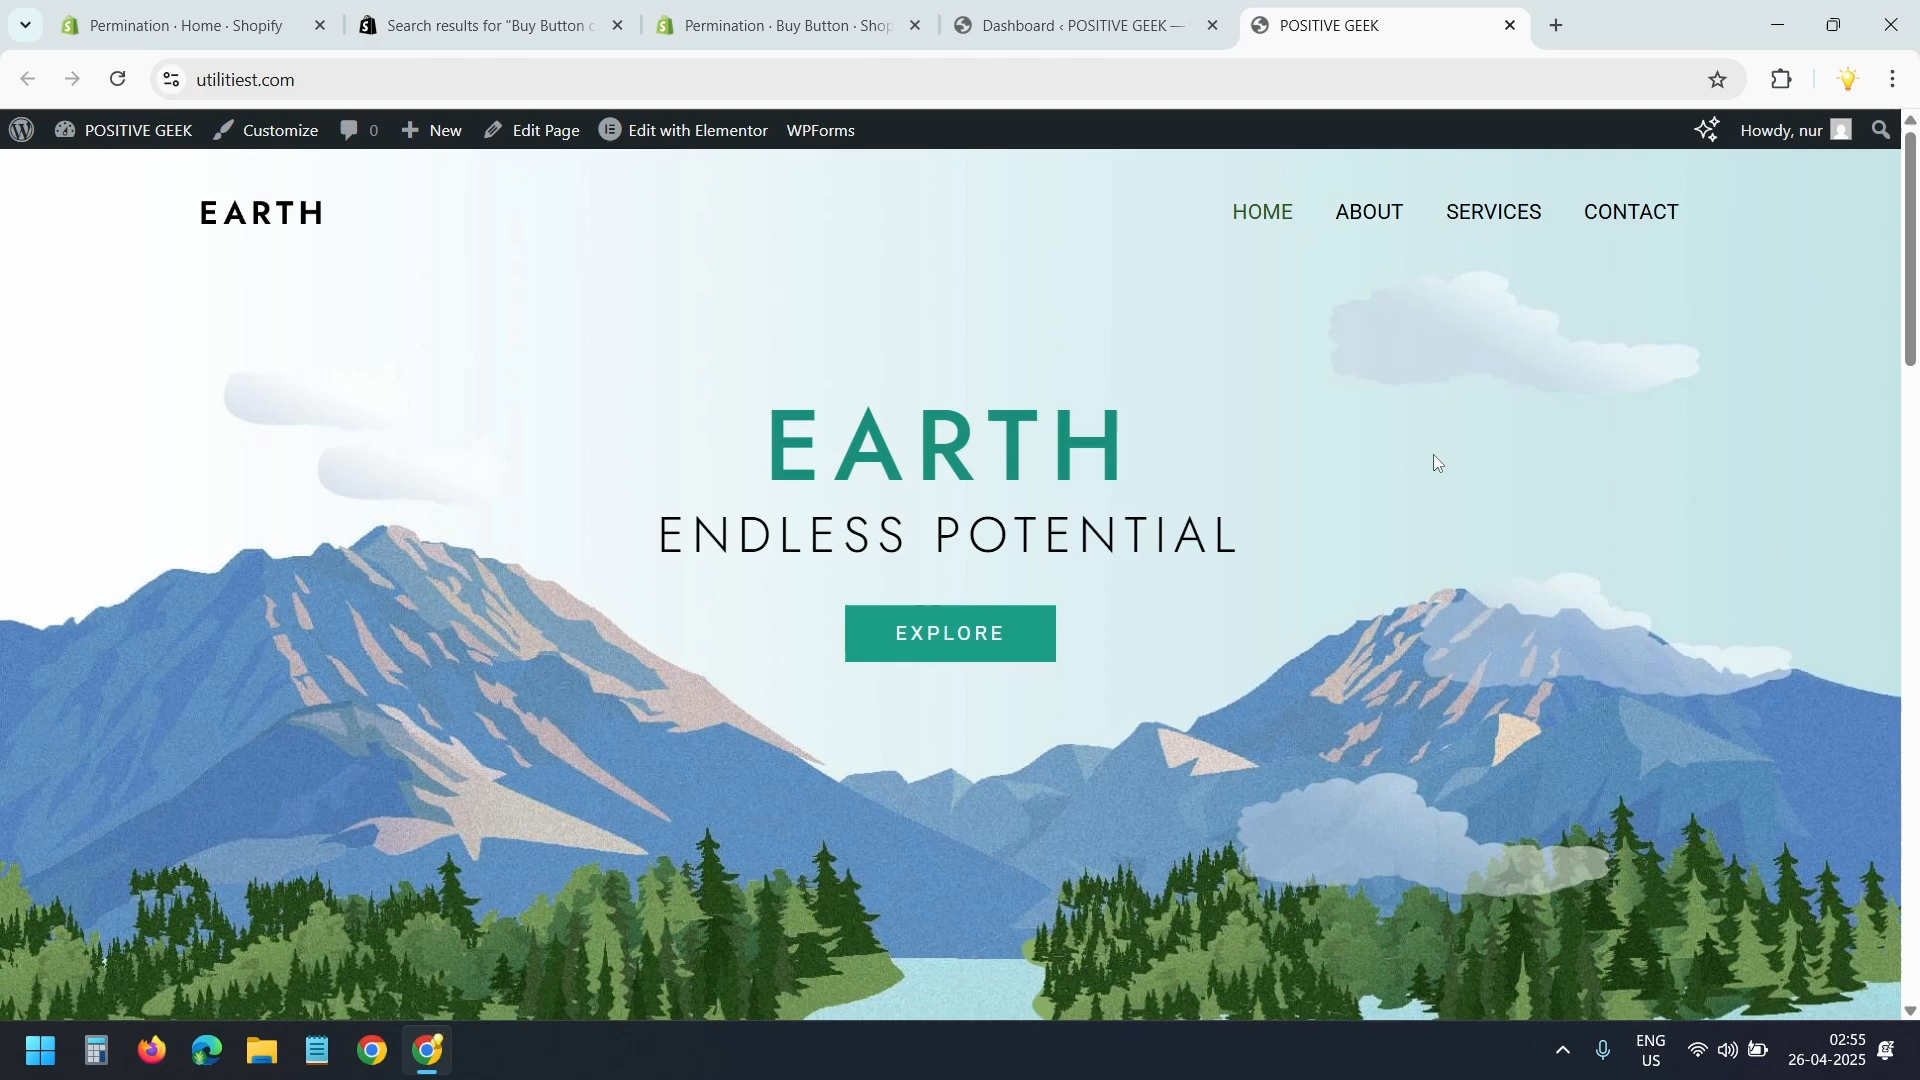 Permination · Home · Shopify
Search results for "Buy Button c
Permination · Buy Button · Shop
Dashboard ‹ POSITIVE GEEK —
POSITIVE GEEK
utilitiest.com
POSITIVE GEEK
Customize
0
New
Edit Page
Edit with Elementor
WPForms
Howdy, nur
EARTH
HOME
ABOUT
SERVICES
CONTACT
EARTH
ENDLESS POTENTIAL
EXPLORE
ENG
US
02:55
26-04-2025